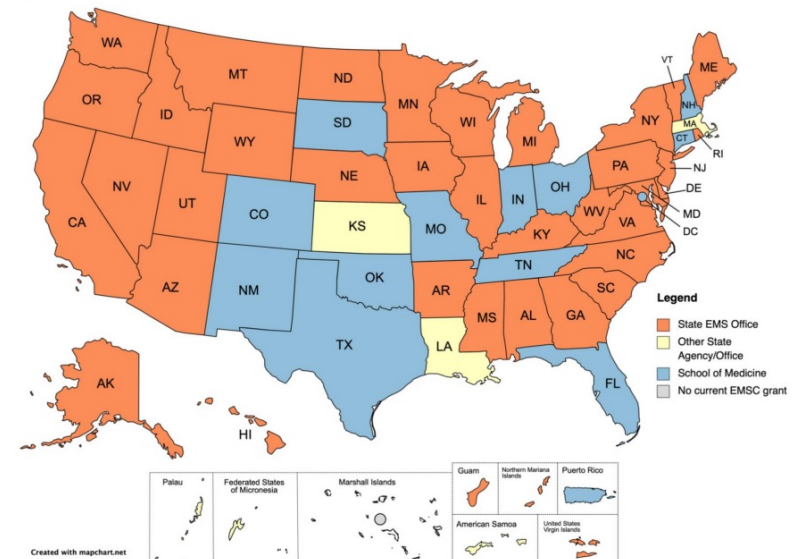 WA
MT
ND
MN
OR
ID
WY
SD
WI
MI
VT
ME
NH
NY
MA
CT
RI
NV
UT
CO
NE
IA
IL
IN
OH
PA
NJ
DE
MD
DC
CA
KS
MO
KY
WV
VA
AZ
NM
OK
AR
TN
NC
SC
TX
LA
MS
AL
GA
FL
AK
HI
Legend
State EMS Office
Other State
Agency/Office
School of Medicine
No current EMSC grant
Palau
Federated States
of Micronesia
Marshall Islands
Guam
Northern Mariana
Islands
Puerto Rico
American Samoa
United States
Virgin Islands
Created with mapchart.net